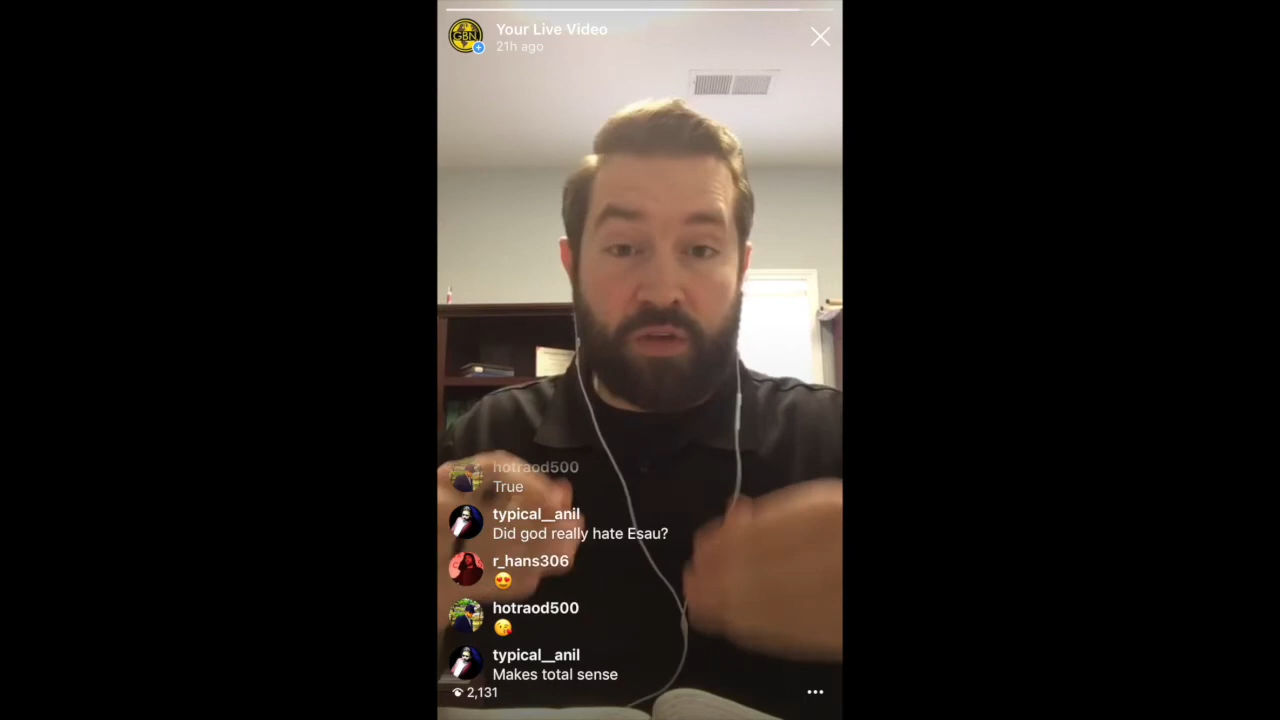 GBN
Your Live Video
21h ago
hotraod500
True
typical__anil
Did god really hate Esau?
r_hans306
😍
hotraod500
😘
typical__anil
Makes total sense
2,131